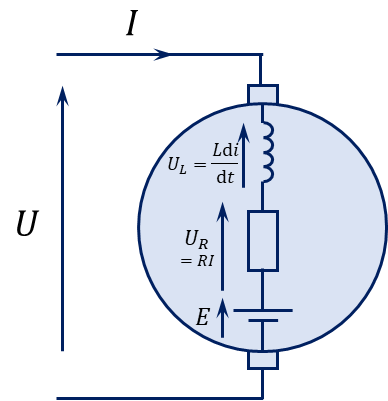 I
U
U_L = Ldi/dt
U_R
= RI
E